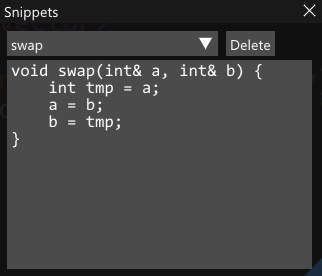 Snippets
swap
Delete
void swap(int& a, int& b) {
    int tmp = a;
    a = b;
    b = tmp;
}